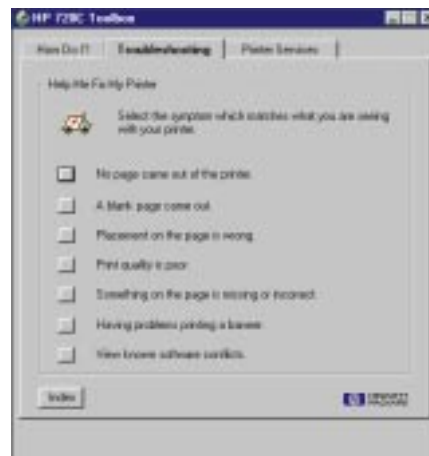 HP 720C Toolbox
How Do I? Troubleshooting Printer Services
Help Me Fix My Printer
Select the symptom which matches what you are seeing
with your printer.
No page came out of the printer.
A blank page came out.
Placement on the page is wrong.
Print quality is poor.
Something on the page is missing or incorrect.
Having problems printing a banner.
View known software conflicts.
Index
HEWLETT
PACKARD